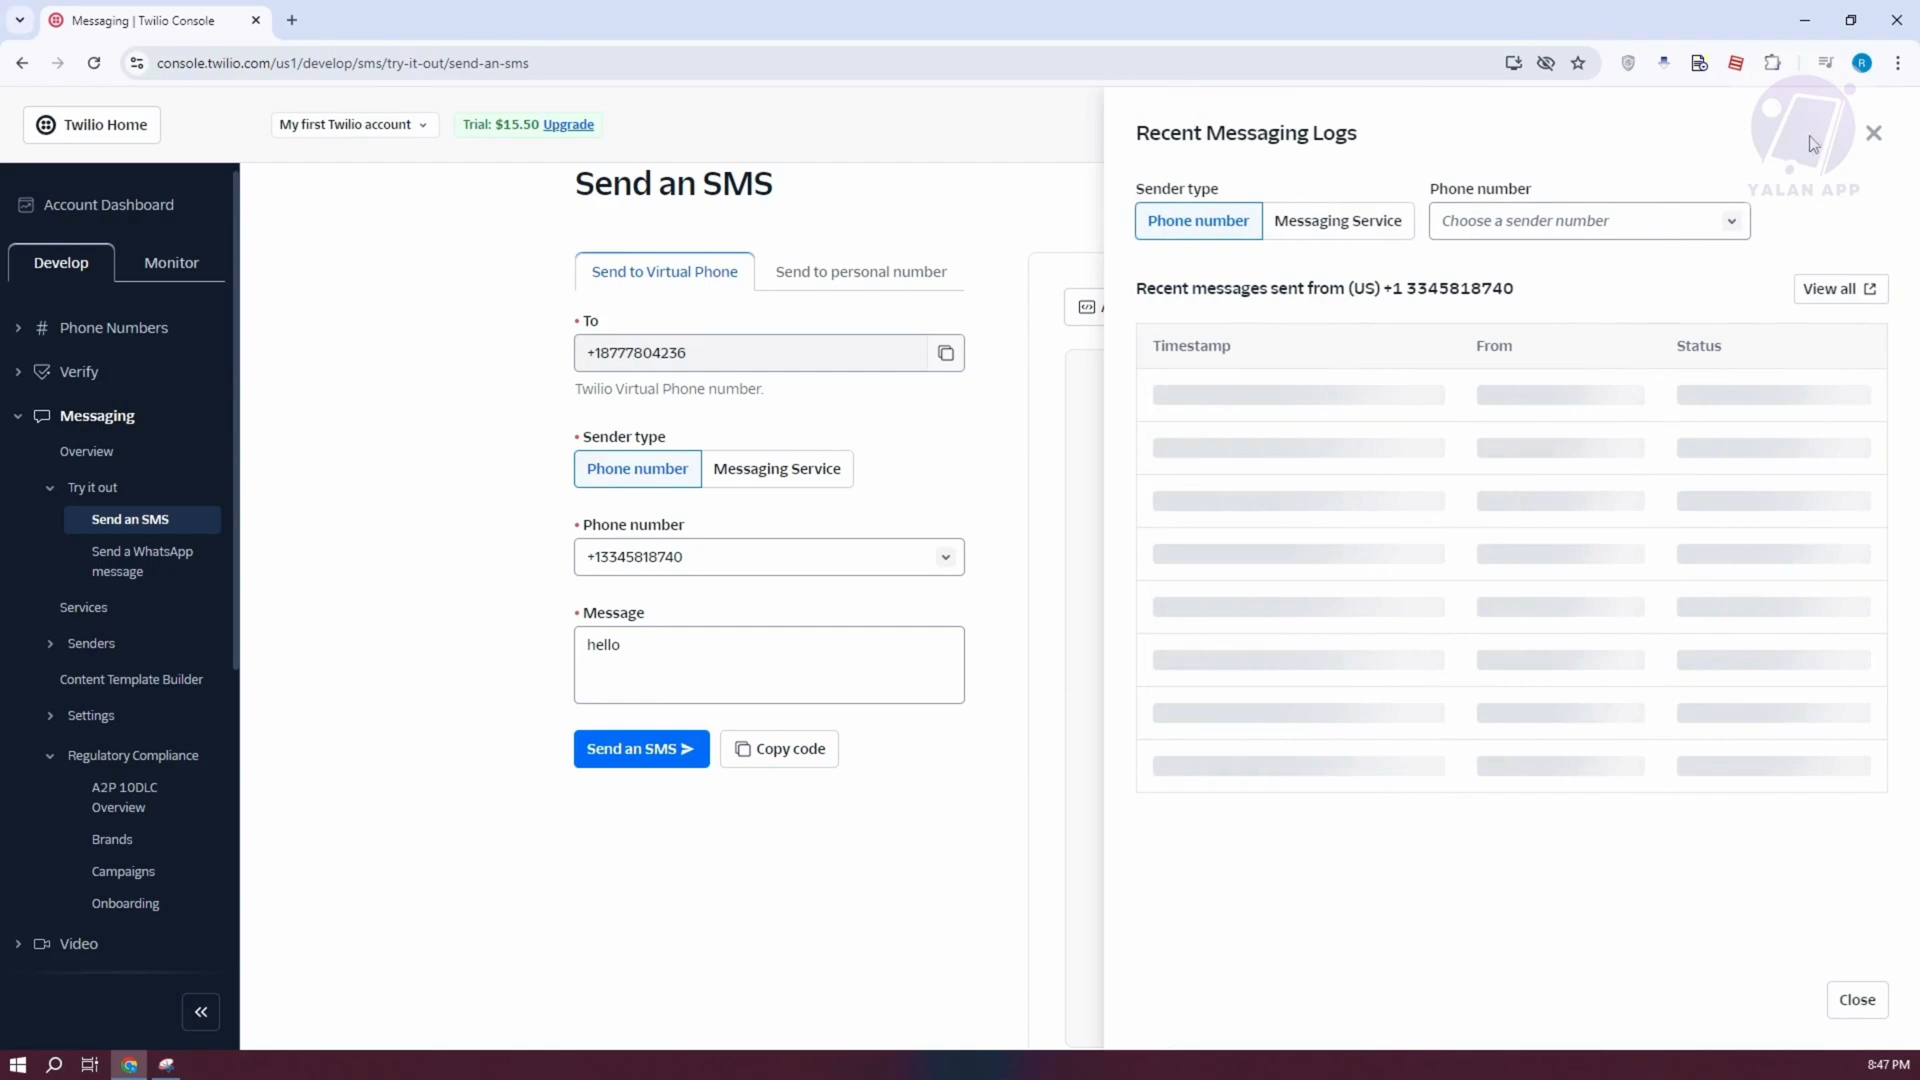 Messaging | Twilio Console
console.twilio.com/us1/develop/sms/try-it-out/send-an-sms
R
Twilio Home
My first Twilio account
Trial: $15.50 Upgrade
Account Dashboard
Develop
Monitor
Phone Numbers
Verify
Messaging
Overview
Try it out
Send an SMS
Send a WhatsApp
message
Services
Senders
Content Template Builder
Settings
Regulatory Compliance
A2P 10DLC
Overview
Brands
Campaigns
Onboarding
Video
Send an SMS
Send to Virtual Phone
Send to personal number
• To
+18777804236
Twilio Virtual Phone number.
• Sender type
Phone number
Messaging Service
• Phone number
+13345818740
• Message
hello
Send an SMS
Copy code
Recent Messaging Logs
YALAN APP
Sender type
Phone number
Messaging Service
Phone number
Choose a sender number
Recent messages sent from (US) +1 3345818740
View all
Timestamp
From
Status
Close
8:47 PM